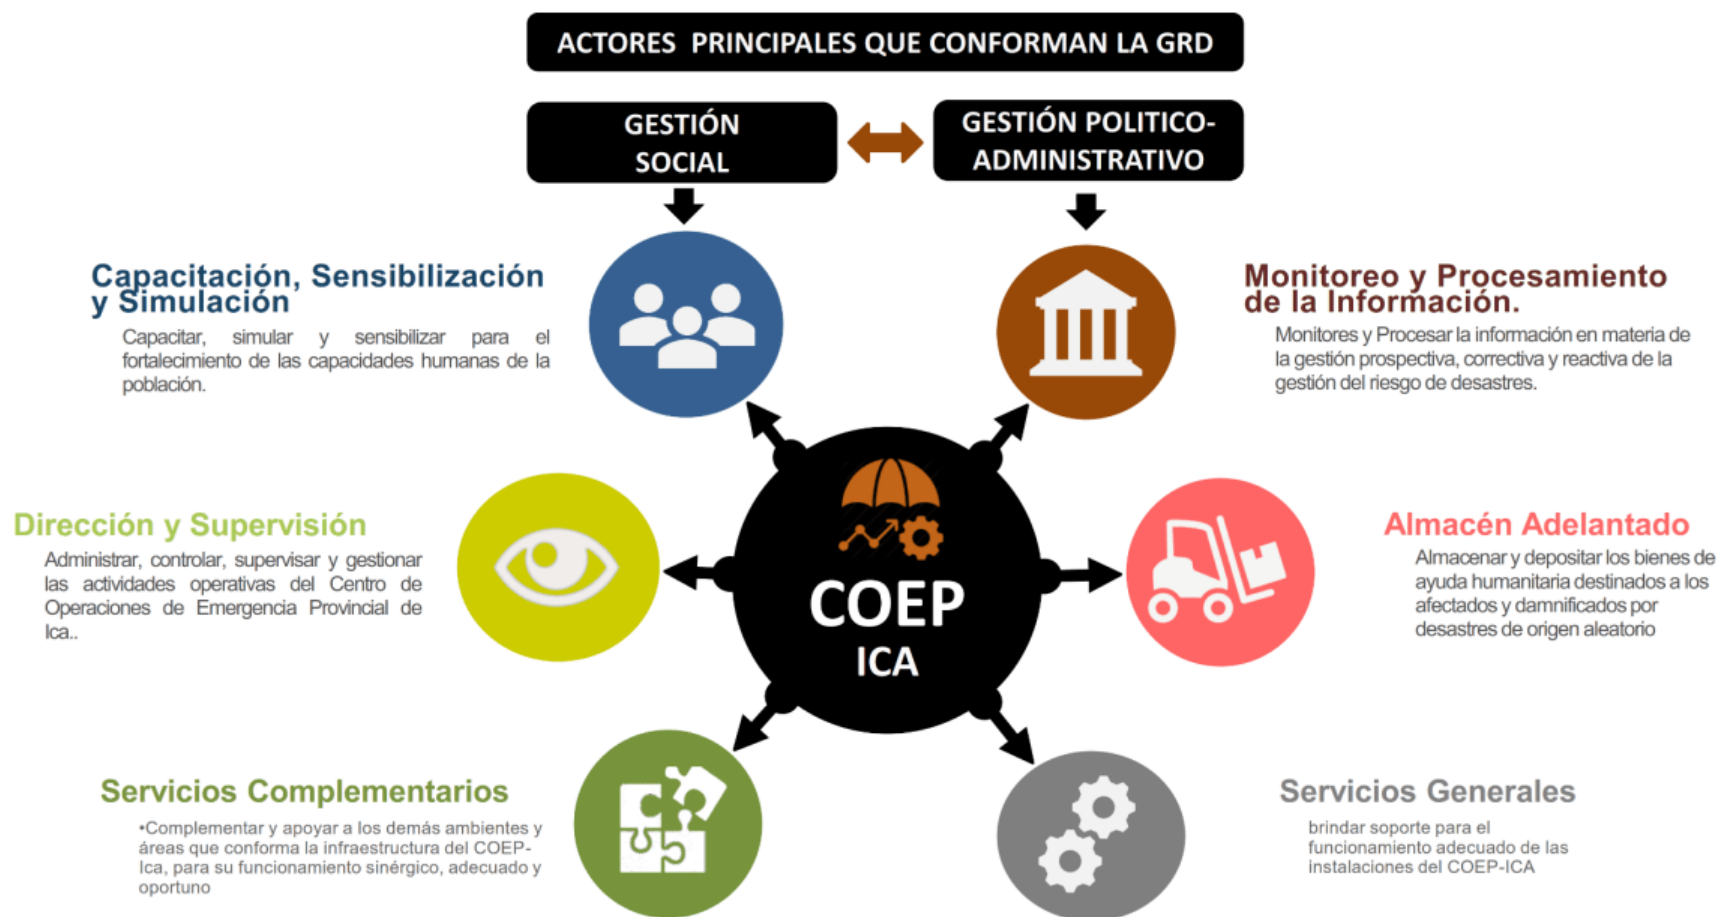 ACTORES PRINCIPALES QUE CONFORMAN LA GRD
GESTIÓN
SOCIAL
GESTIÓN POLITICO-
ADMINISTRATIVO
Capacitación, Sensibilización
y Simulación
Capacitar, simular y sensibilizar para el
fortalecimiento de las capacidades humanas de la
población.
Monitoreo y Procesamiento
de la Información.
Monitores y Procesar la información en materia de
la gestión prospectiva, correctiva y reactiva de la
gestión del riesgo de desastres.
Dirección y Supervisión
Administrar, controlar, supervisar y gestionar
las actividades operativas del Centro de
Operaciones de Emergencia Provincial de
Ica..
COEP
ICA
Almacén Adelantado
Almacenar y depositar los bienes de
ayuda humanitaria destinados a los
afectados y damnificados por
desastres de origen aleatorio
Servicios Complementarios
•Complementar y apoyar a los demás ambientes y
áreas que conforma la infraestructura del COEP-
Ica, para su funcionamiento sinérgico, adecuado y
oportuno
Servicios Generales
brindar soporte para el
funcionamiento adecuado de las
instalaciones del COEP-ICA